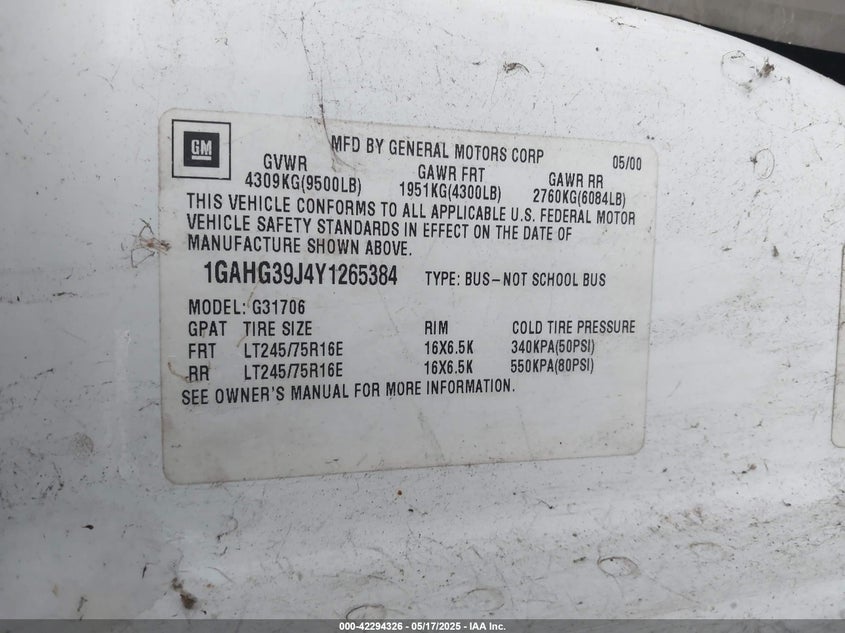 GM
MFD BY GENERAL MOTORS CORP 05/00
GVWR GAWR FRT GAWR RR
4309KG(9500LB) 1951KG(4300LB) 2760KG(6084LB)
THIS VEHICLE CONFORMS TO ALL APPLICABLE U.S. FEDERAL MOTOR
VEHICLE SAFETY STANDARDS IN EFFECT ON THE DATE OF
MANUFACTURE SHOWN ABOVE.
1GAHG39J4Y1265384 TYPE: BUS-NOT SCHOOL BUS
MODEL: G31706
GPAT TIRE SIZE RIM COLD TIRE PRESSURE
FRT LT245/75R16E 16X6.5K 340KPA(50PSI)
RR LT245/75R16E 16X6.5K 550KPA(80PSI)
SEE OWNER'S MANUAL FOR MORE INFORMATION.
000-42294326 - 05/17/2025 - IAA Inc.